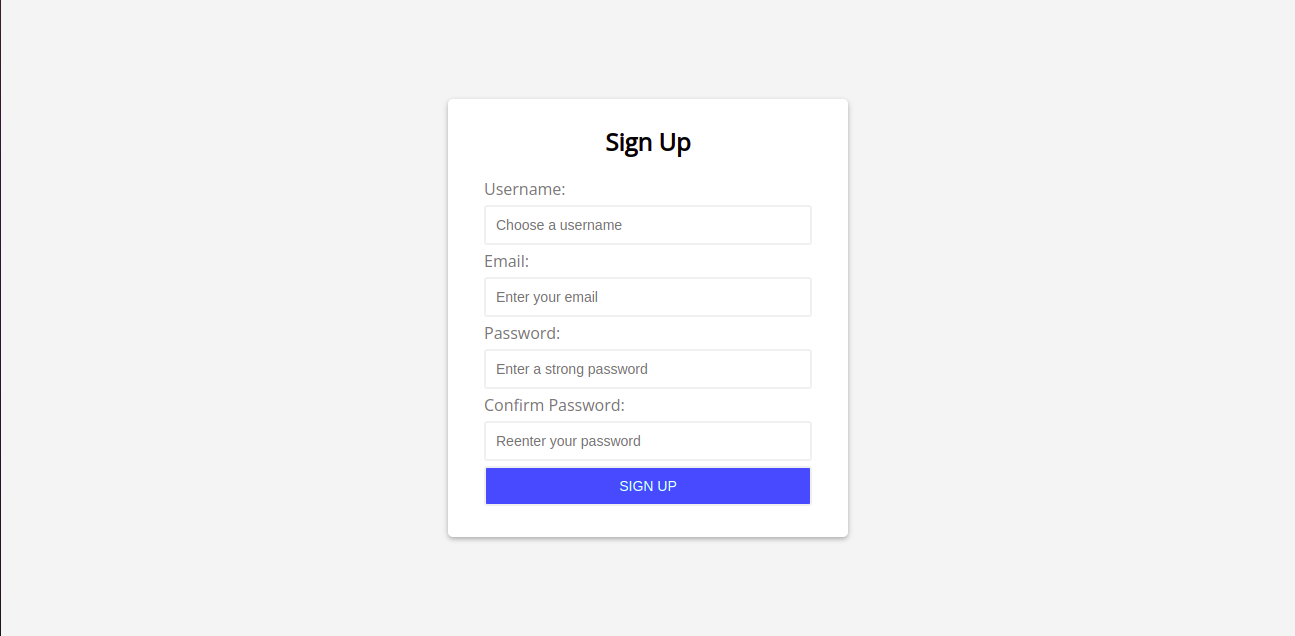 Sign Up
Username:
Choose a username
Email:
Enter your email
Password:
Enter a strong password
Confirm Password:
Reenter your password
SIGN UP